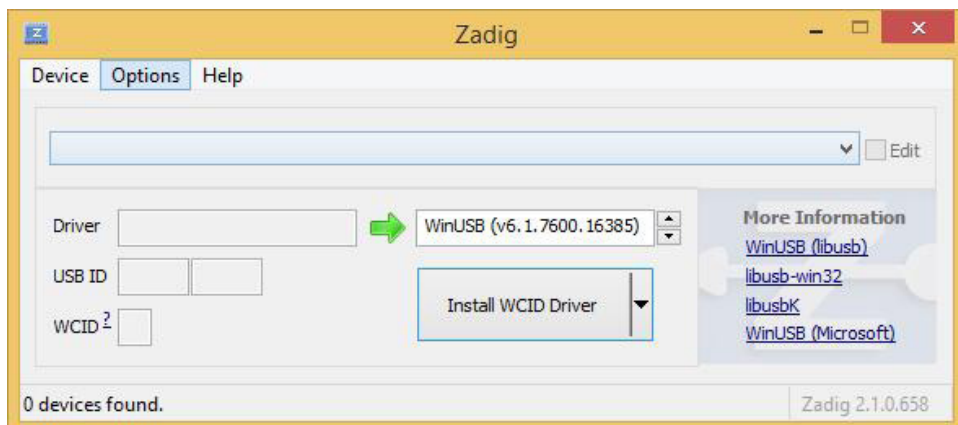 Z
Zadig
Device Options Help
Edit
Driver
WinUSB (v6.1.7600.16385)
USB ID
WCID ?
Install WCID Driver
More Information
WinUSB (libusb)
libusb-win32
libusbK
WinUSB (Microsoft)
0 devices found.
Zadig 2.1.0.658